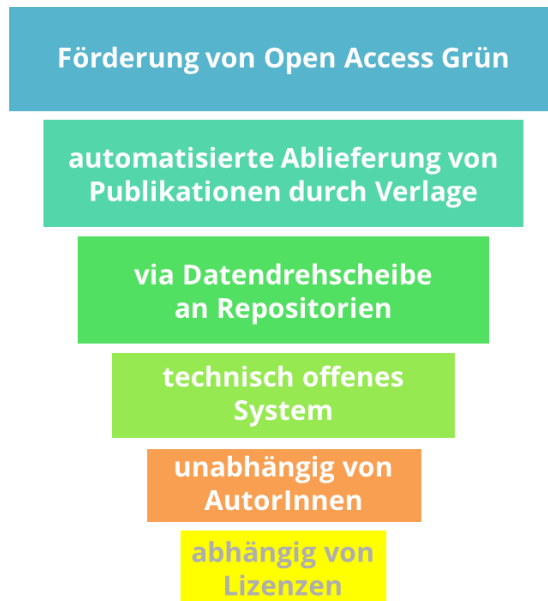 Förderung von Open Access Grün
automatisierte Ablieferung von
Publikationen durch Verlage
via Datendrehscheibe
an Repositorien
technisch offenes
System
unabhängig von
AutorInnen
abhängig von
Lizenzen